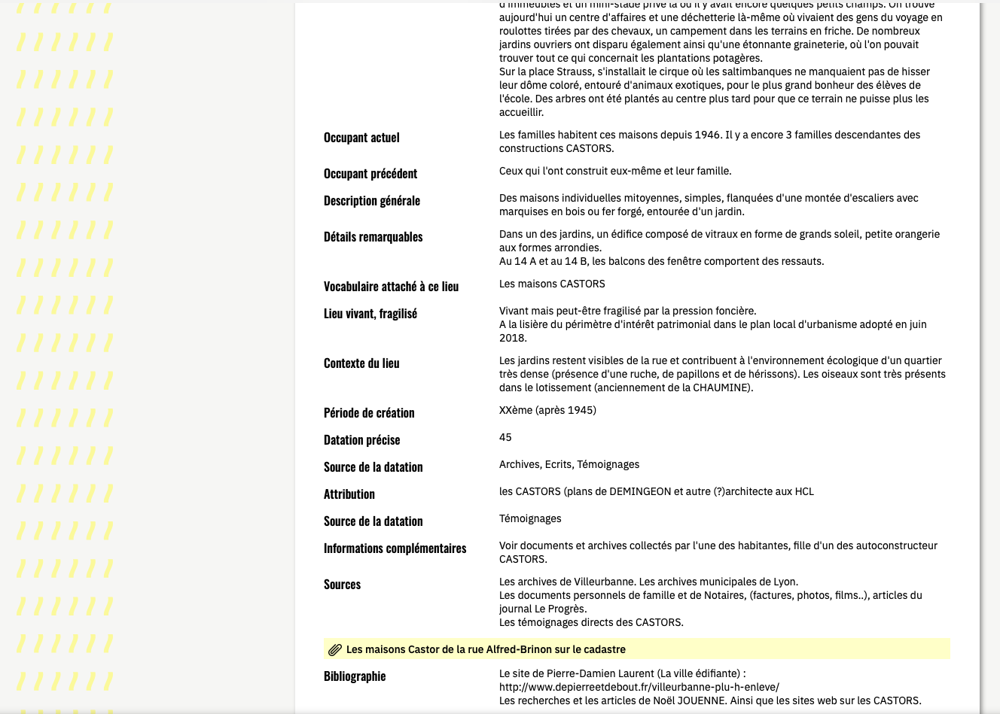 d'immeubles et un mini-stade privé là où il y avait encore quelques petits champs. On trouve
aujourd'hui un centre d'affaires et une déchetterie là-même où vivaient des gens du voyage en
roulottes tirées par des chevaux, un campement dans les terrains en friche. De nombreux
jardins ouvriers ont disparu également ainsi qu'une étonnante graineterie, où l'on pouvait
trouver tout ce qui concernait les plantations potagères.
Sur la place Strauss, s'installait le cirque où les saltimbanques ne manquaient pas de hisser
leur dôme coloré, entouré d'animaux exotiques, pour le plus grand bonheur des élèves de
l'école. Des arbres ont été plantés au centre plus tard pour que ce terrain ne puisse plus les
accueillir.
Occupant actuel
Les familles habitent ces maisons depuis 1946. Il y a encore 3 familles descendantes des
constructions CASTORS.
Occupant précédent
Ceux qui l'ont construit eux-même et leur famille.
Description générale
Des maisons individuelles mitoyennes, simples, flanquées d'une montée d'escaliers avec
marquises en bois ou fer forgé, entourée d'un jardin.
Détails remarquables
Dans un des jardins, un édifice composé de vitraux en forme de grands soleil, petite orangerie
aux formes arrondies.
Au 14 A et au 14 B, les balcons des fenêtre comportent des ressauts.
Vocabulaire attaché à ce lieu
Les maisons CASTORS
Lieu vivant, fragilisé
Vivant mais peut-être fragilisé par la pression foncière.
A la lisière du périmètre d'intérêt patrimonial dans le plan local d'urbanisme adopté en juin
2018.
Contexte du lieu
Les jardins restent visibles de la rue et contribuent à l'environnement écologique d'un quartier
très dense (présence d'une ruche, de papillons et de hérissons). Les oiseaux sont très présents
dans le lotissement (anciennement de la CHAUMINE).
Période de création
XXème (après 1945)
Datation précise
45
Source de la datation
Archives, Ecrits, Témoignages
Attribution
les CASTORS (plans de DEMINGEON et autre (?)architecte aux HCL
Source de la datation
Témoignages
Informations complémentaires
Voir documents et archives collectés par l'une des habitantes, fille d'un des autoconstructeur
CASTORS.
Sources
Les archives de Villeurbanne. Les archives municipales de Lyon.
Les documents personnels de famille et de Notaires, (factures, photos, films..), articles du
journal Le Progrès.
Les témoignages directs des CASTORS.
Les maisons Castor de la rue Alfred-Brinon sur le cadastre
Bibliographie
Le site de Pierre-Damien Laurent (La ville édifiante) :
http://www.depierreetdebout.fr/villeurbanne-plu-h-enleve/
Les recherches et les articles de Noël JOUENNE. Ainsi que les sites web sur les CASTORS.